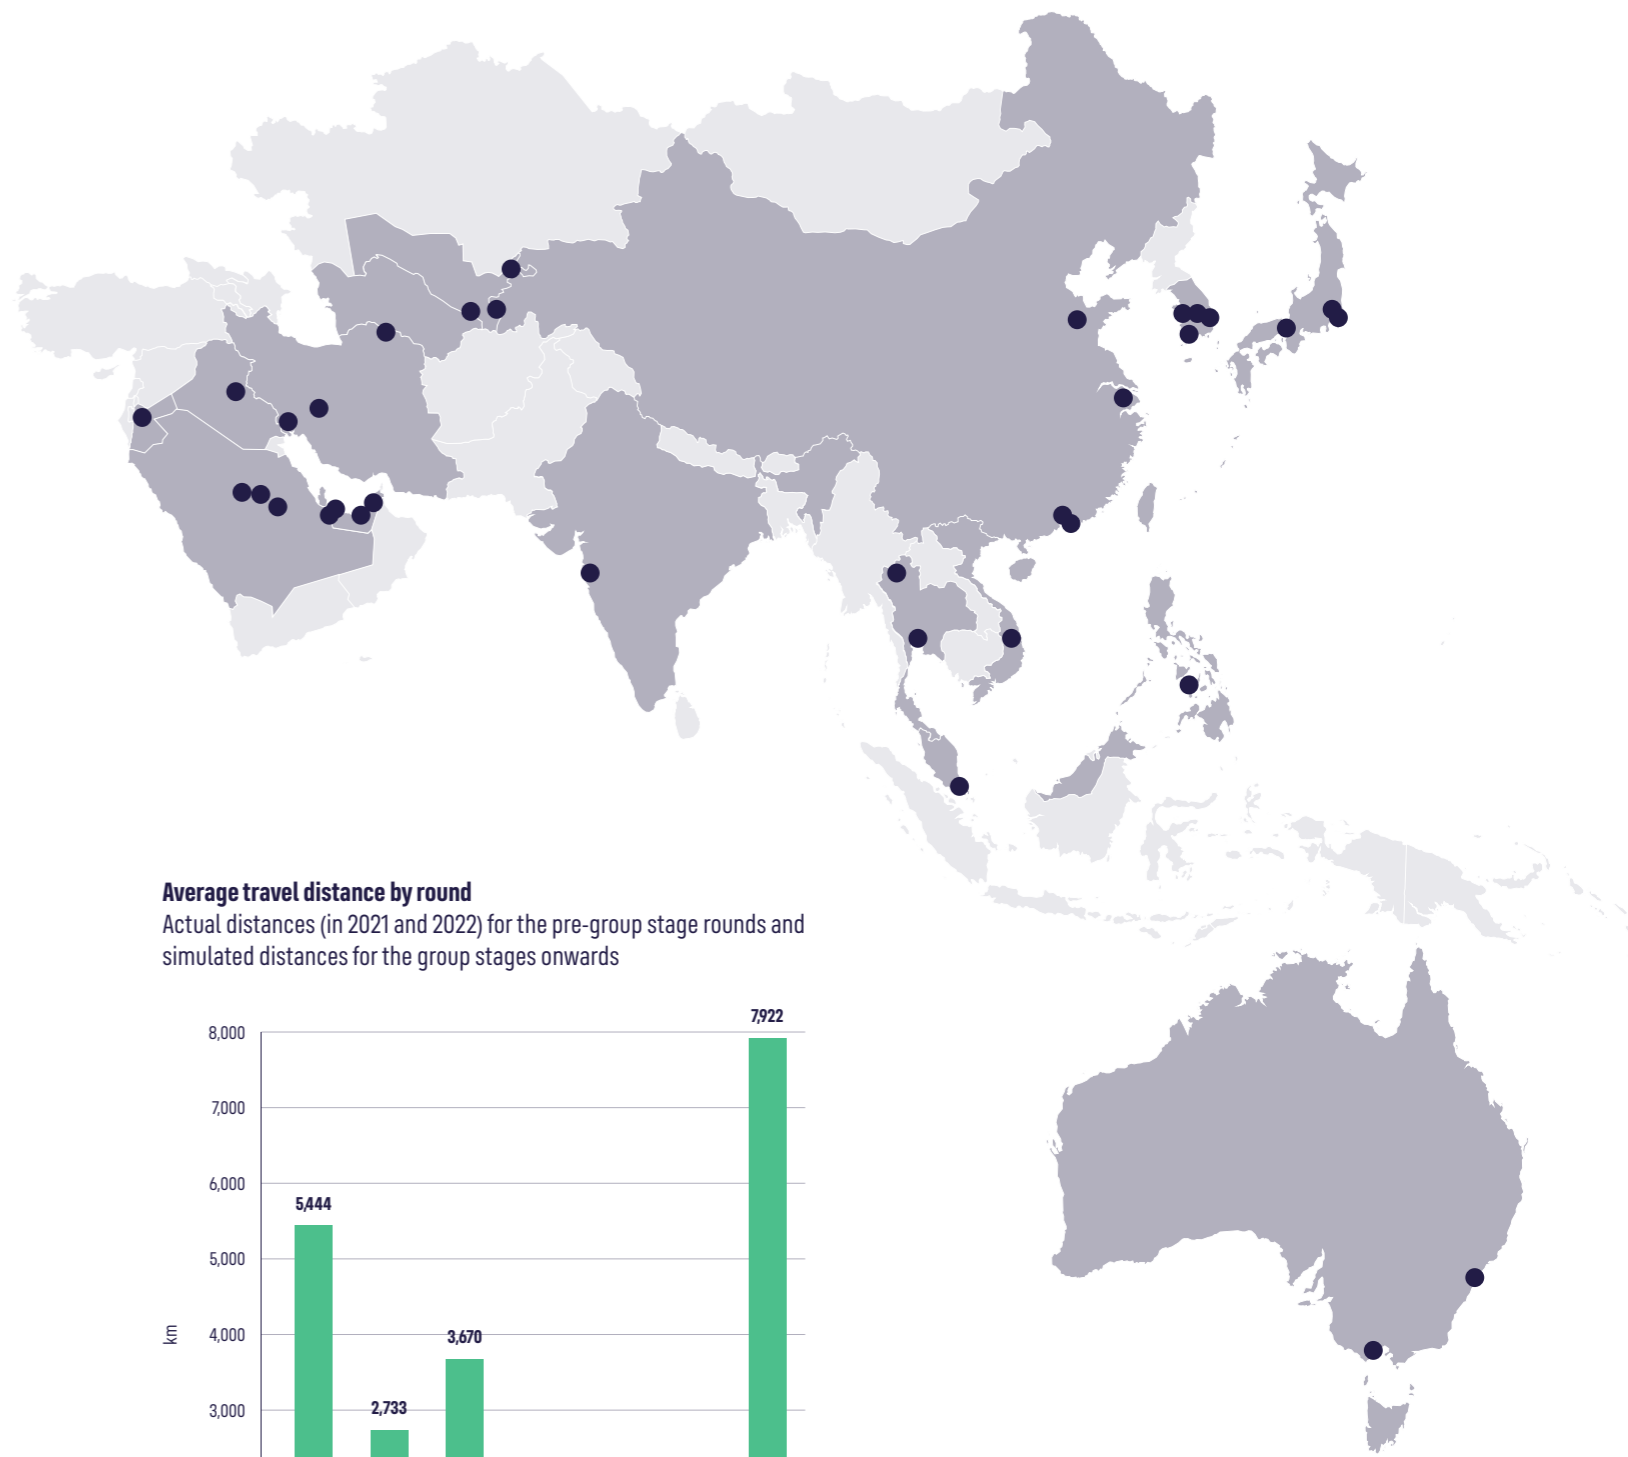 Average travel distance by round
Actual distances (in 2021 and 2022) for the pre-group stage rounds and
simulated distances for the group stages onwards
7,922
8,000
7,000
6,000
5,444
5,000
km
4,000
3,670
2,733
3,000